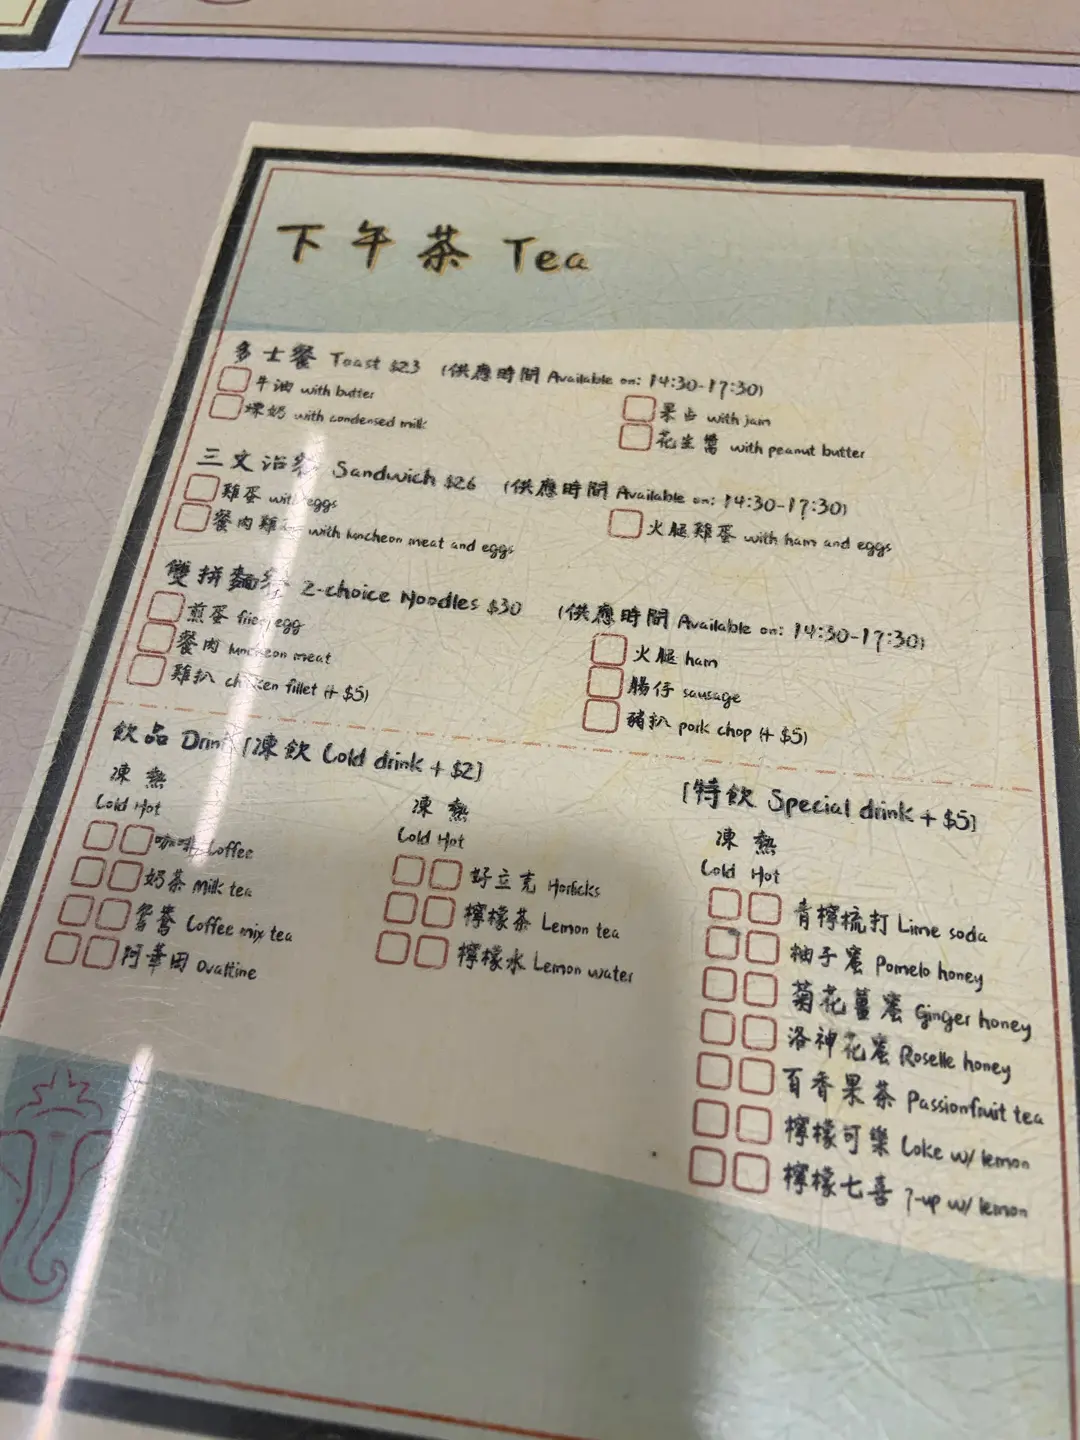 下午茶 Tea
多士餐 Toast $23 (供應時間 Available on: 14:30-17:30)
牛油 with butter
煉奶 with condensed milk
果占 with jam
花生醬 with peanut butter
三文治餐 Sandwich $26 (供應時間 Available on: 14:30-17:30)
雞蛋 with eggs
餐肉雞蛋 with luncheon meat and eggs
火腿雞蛋 with ham and eggs
雙拼麵餐 2-choice Noodles $30 (供應時間 Available on: 14:30-17:30)
煎蛋 fried egg
餐肉 luncheon meat
雞扒 chicken fillet (+ $5)
火腿 ham
腸仔 sausage
豬扒 pork chop (+ $5)
飲品 Drink [凍飲 Cold drink + $2]
凍 熱
Cold Hot
咖啡 Coffee
奶茶 Milk tea
鴛鴦 Coffee mix tea
阿華田 Ovaltine
凍 熱
Cold Hot
好立克 Horlicks
檸檬茶 Lemon tea
檸檬水 Lemon water
[特飲 Special drink + $5]
凍 熱
Cold Hot
青檸梳打 Lime soda
柚子蜜 Pomelo honey
菊花薑蜜 Ginger honey
洛神花蜜 Roselle honey
百香果茶 Passionfruit tea
檸檬可樂 Coke w/ lemon
檸檬七喜 7-up w/ lemon